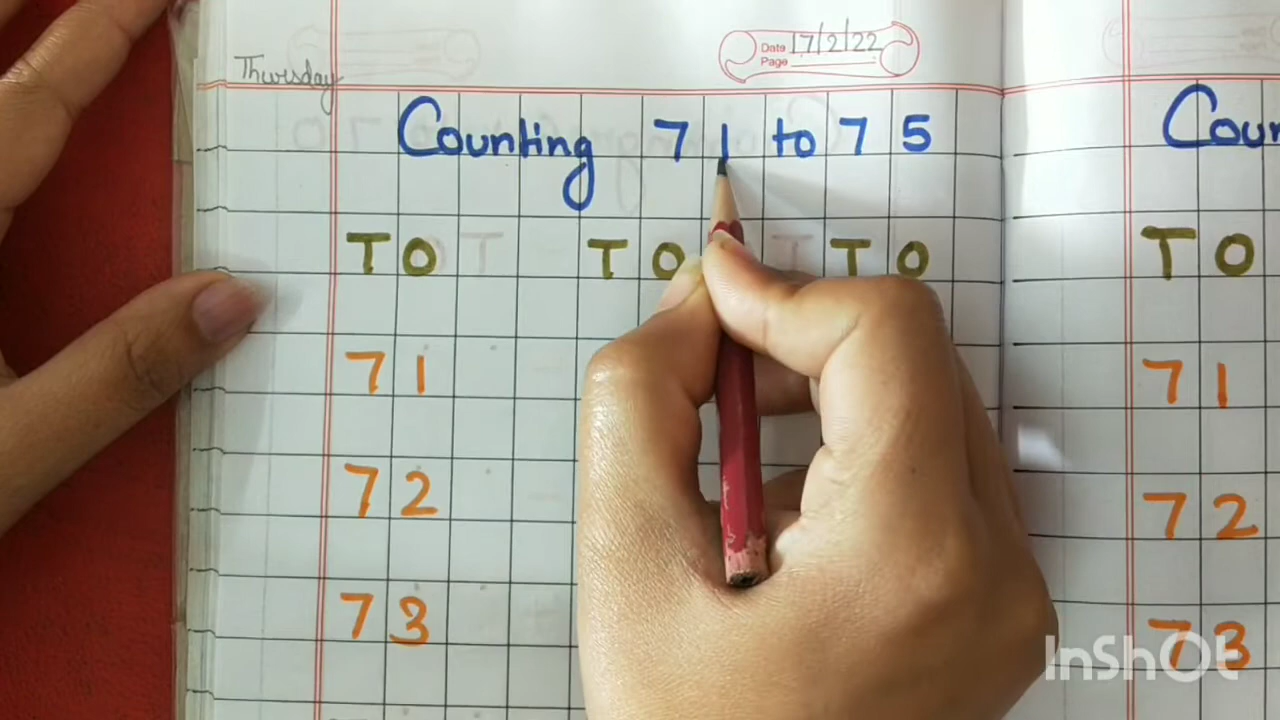 Thursday
Date 17/2/22
Page
Counting 71 to 75
T O T O T O
71
72
73
Coun
T O
71
72
73
InShOt